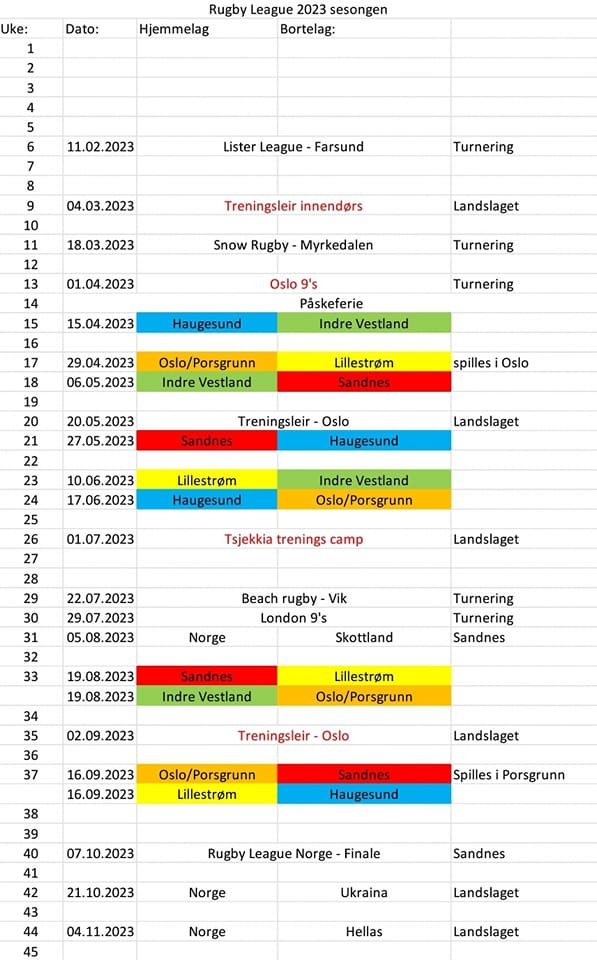 Rugby League 2023 sesongen
Uke: Dato: Hjemmelag Bortelag:
1
2
3
4
5
6 11.02.2023 Lister League - Farsund Turnering
7
8
9 04.03.2023 Treningsleir innendørs Landslaget
10
11 18.03.2023 Snow Rugby - Myrkedalen Turnering
12
13 01.04.2023 Oslo 9's Turnering
14 Påskeferie
15 15.04.2023 Haugesund Indre Vestland
16
17 29.04.2023 Oslo/Porsgrunn Lillestrøm spilles i Oslo
18 06.05.2023 Indre Vestland Sandnes
19
20 20.05.2023 Treningsleir - Oslo Landslaget
21 27.05.2023 Sandnes Haugesund
22
23 10.06.2023 Lillestrøm Indre Vestland
24 17.06.2023 Haugesund Oslo/Porsgrunn
25
26 01.07.2023 Tsjekkia trenings camp Landslaget
27
28
29 22.07.2023 Beach rugby - Vik Turnering
30 29.07.2023 London 9's Turnering
31 05.08.2023 Norge Skottland Sandnes
32
33 19.08.2023 Sandnes Lillestrøm
19.08.2023 Indre Vestland Oslo/Porsgrunn
34
35 02.09.2023 Treningsleir - Oslo Landslaget
36
37 16.09.2023 Oslo/Porsgrunn Sandnes Spilles i Porsgrunn
16.09.2023 Lillestrøm Haugesund
38
39
40 07.10.2023 Rugby League Norge - Finale Sandnes
41
42 21.10.2023 Norge Ukraina Landslaget
43
44 04.11.2023 Norge Hellas Landslaget
45